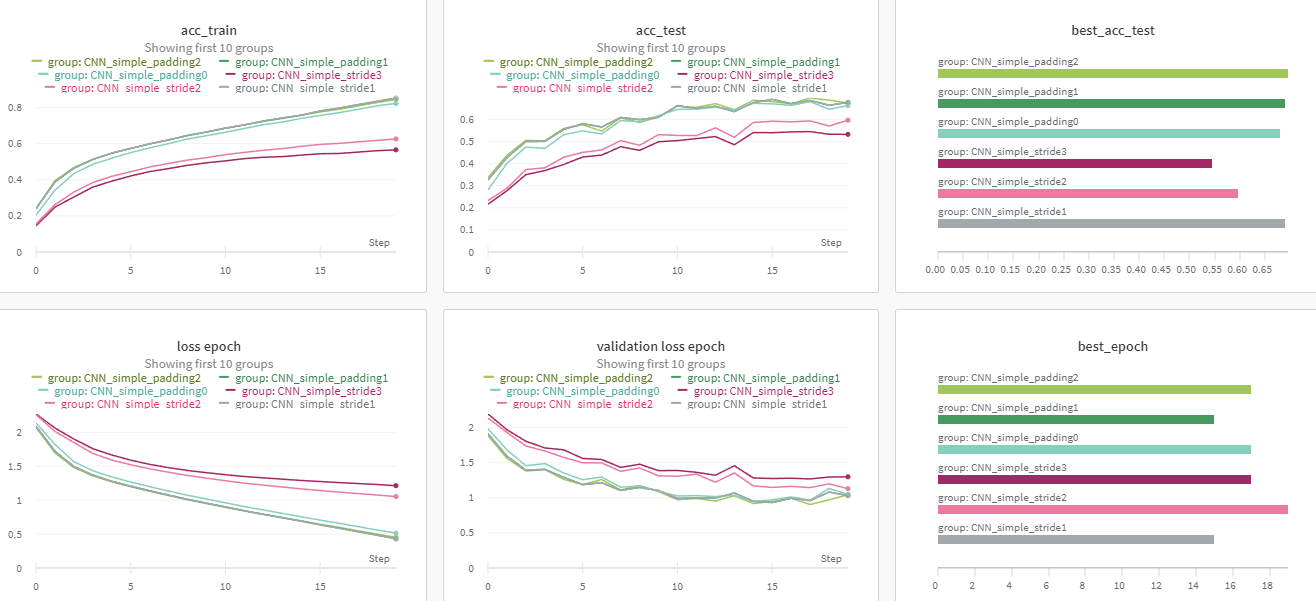 acc_train
Showing first 10 groups
group: CNN_simple_padding2 group: CNN_simple_padding1
group: CNN_simple_padding0 group: CNN_simple_stride3
group: CNN_simple_stride2 group: CNN_simple_stride1
0.8
0.6
0.4
0.2
0
Step
0 5 10 15
acc_test
Showing first 10 groups
group: CNN_simple_padding2 group: CNN_simple_padding1
group: CNN_simple_padding0 group: CNN_simple_stride3
group: CNN_simple_stride2 group: CNN_simple_stride1
0.6
0.5
0.4
0.3
0.2
0.1
0
Step
0 5 10 15
best_acc_test
group: CNN_simple_padding2
group: CNN_simple_padding1
group: CNN_simple_padding0
group: CNN_simple_stride3
group: CNN_simple_stride2
group: CNN_simple_stride1
0.00 0.05 0.10 0.15 0.20 0.25 0.30 0.35 0.40 0.45 0.50 0.55 0.60 0.65
loss epoch
Showing first 10 groups
group: CNN_simple_padding2 group: CNN_simple_padding1
group: CNN_simple_padding0 group: CNN_simple_stride3
group: CNN_simple_stride2 group: CNN_simple_stride1
2
1.5
1
0.5
0
Step
0 5 10 15
validation loss epoch
Showing first 10 groups
group: CNN_simple_padding2 group: CNN_simple_padding1
group: CNN_simple_padding0 group: CNN_simple_stride3
group: CNN_simple_stride2 group: CNN_simple_stride1
2
1.5
1
0.5
0
Step
0 5 10 15
best_epoch
group: CNN_simple_padding2
group: CNN_simple_padding1
group: CNN_simple_padding0
group: CNN_simple_stride3
group: CNN_simple_stride2
group: CNN_simple_stride1
0 2 4 6 8 10 12 14 16 18